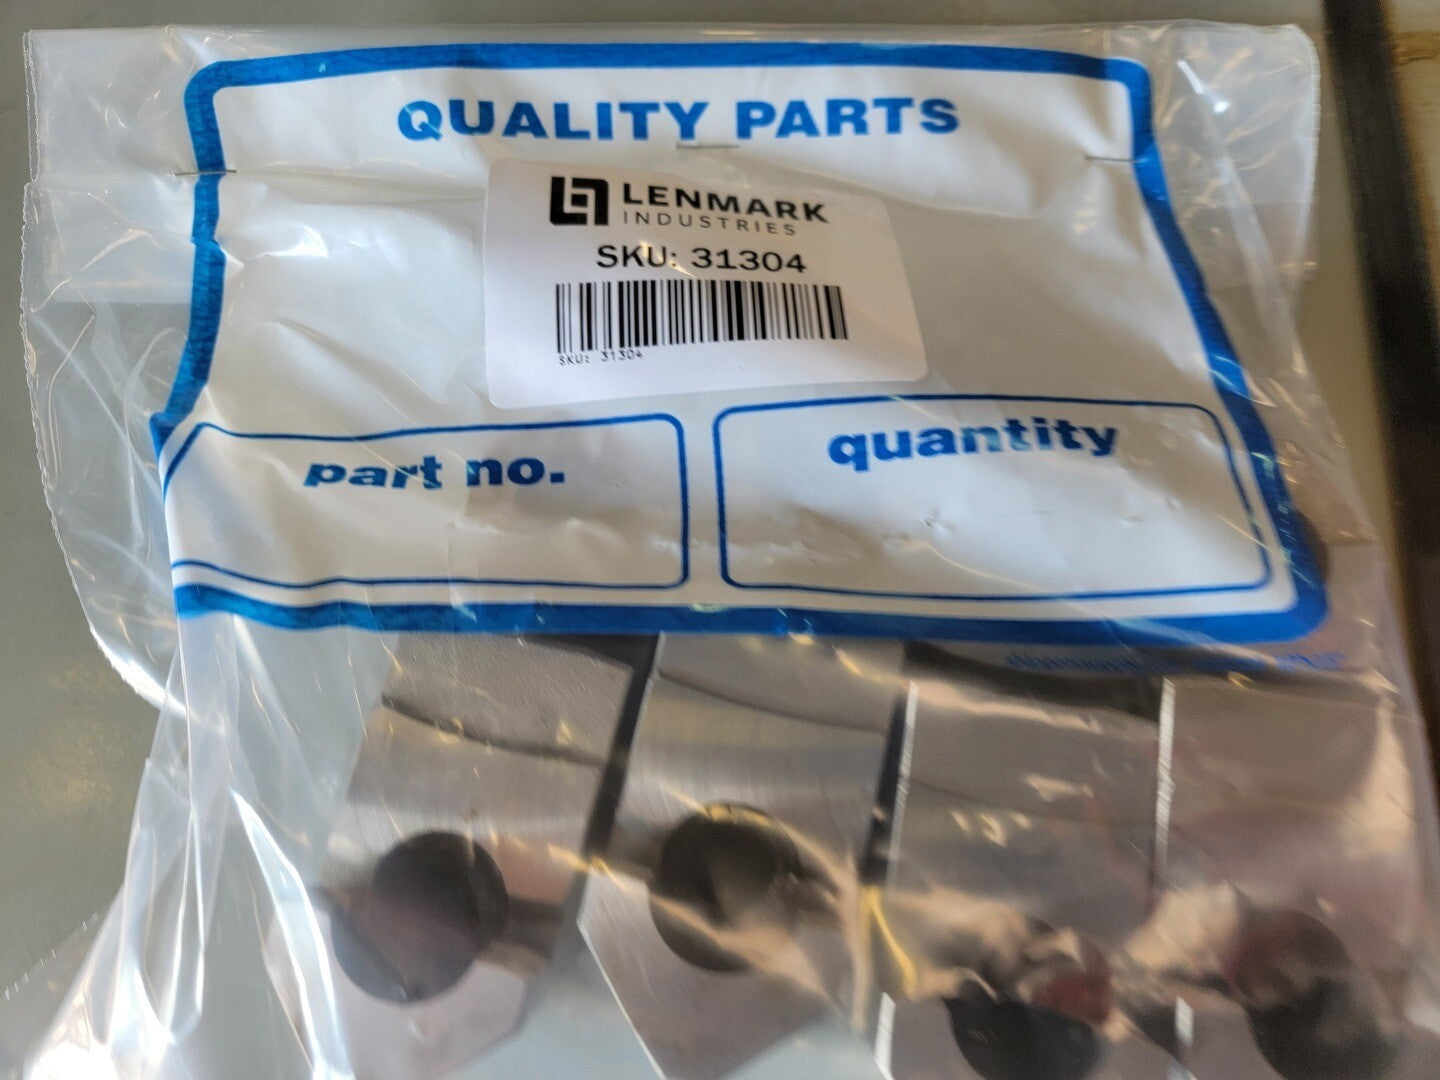 QUALITY PARTS
LENMARK
INDUSTRIES
SKU: 31304
SKU: 31304
part no.
quantity